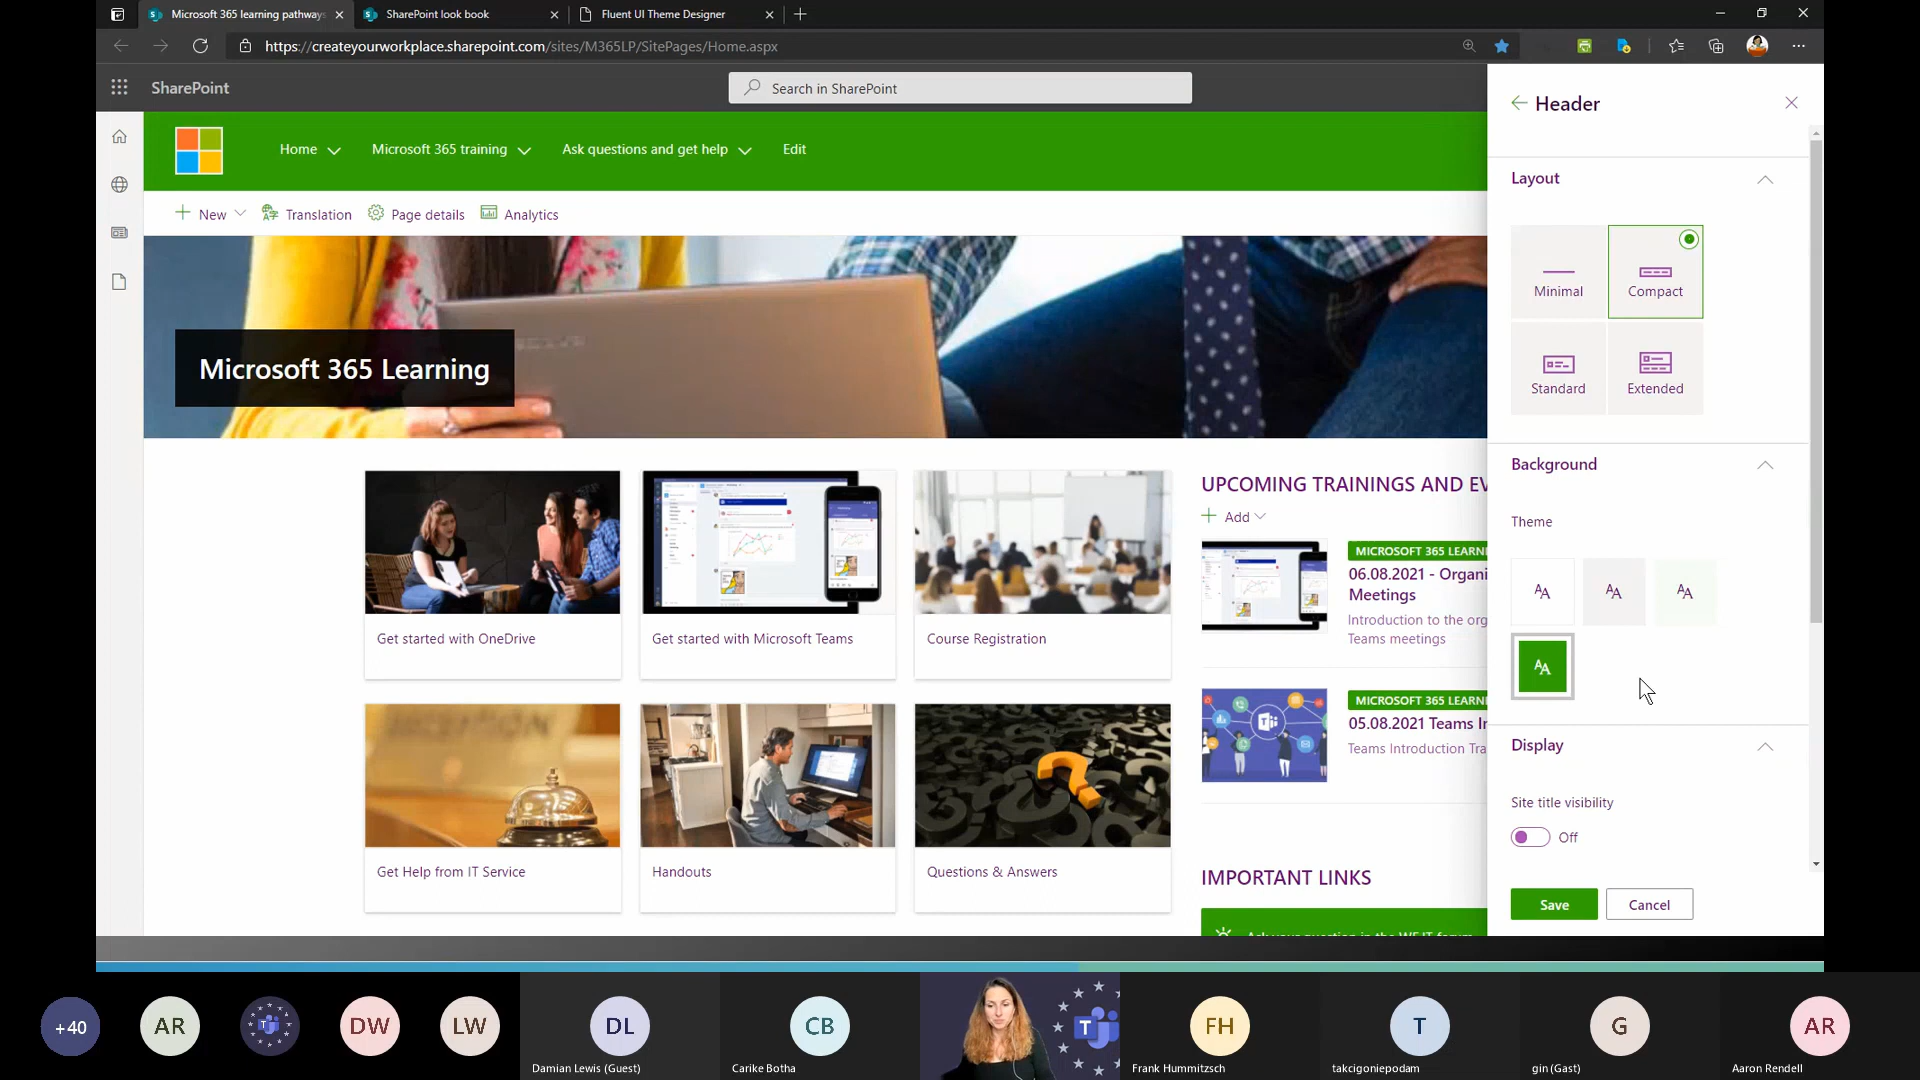 Microsoft 365 learning pathways
SharePoint look book
Fluent UI Theme Designer
https://createyourworkplace.sharepoint.com/sites/M365LP/SitePages/Home.aspx
SharePoint
Search in SharePoint
Home
Microsoft 365 training
Ask questions and get help
Edit
New
Translation
Page details
Analytics
Microsoft 365 Learning
Get started with OneDrive
Get started with Microsoft Teams
Course Registration
Get Help from IT Service
Handouts
Questions & Answers
UPCOMING TRAININGS AND EV
Add
MICROSOFT 365 LEARN
06.08.2021 - Organi
Meetings
Introduction to the org
Teams meetings
MICROSOFT 365 LEARN
05.08.2021 Teams In
Teams Introduction Tra
IMPORTANT LINKS
Header
Layout
Minimal
Compact
Standard
Extended
Background
Theme
AA
AA
AA
AA
Display
Site title visibility
Off
Save
Cancel
+40
AR
T
DW
LW
DL
Damian Lewis (Guest)
CB
Carike Botha
T
FH
Frank Hummitzsch
T
takcigoniepodam
G
gin (Gast)
AR
Aaron Rendell